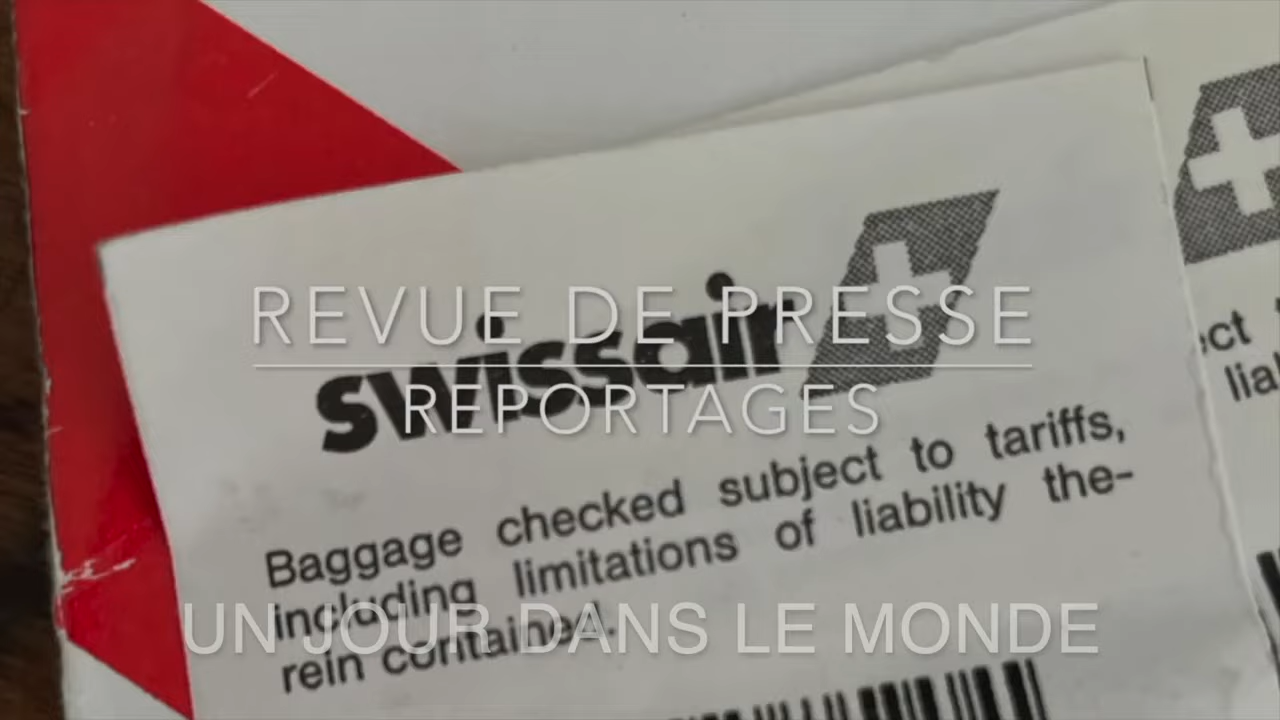 REVUE DE PRESSE
swissair
REPORTAGES
Baggage checked subject to tariffs,
including limitations of liability the-
rein contained.
UN JOUR DANS LE MONDE
ect
lia